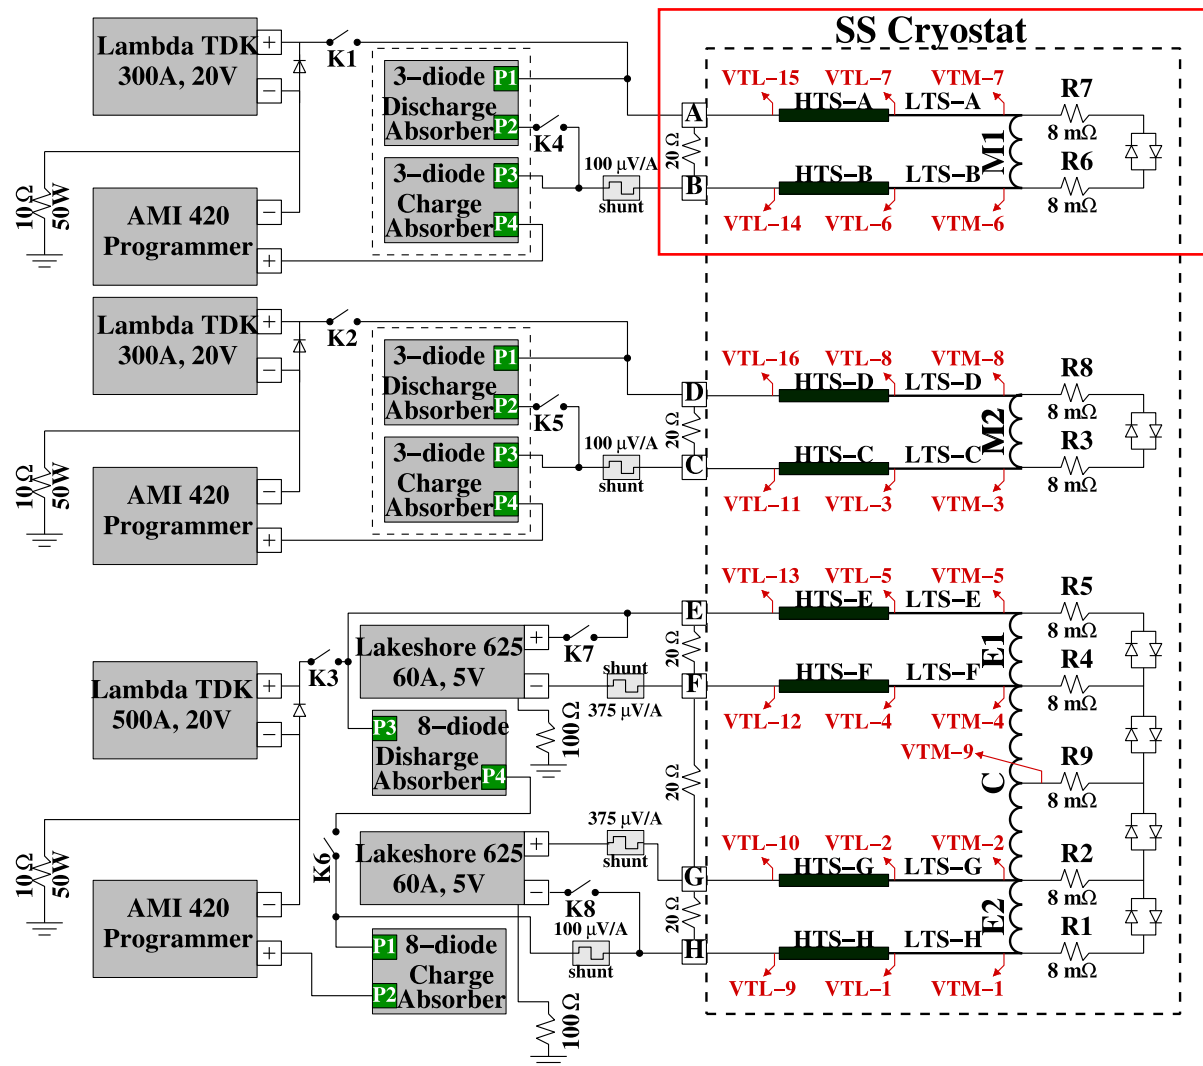 SS Cryostat
Lambda TDK
300A, 20V
+
−
K1
3−diode
Discharge
Absorber
P1
P2
K4
3−diode
Charge
Absorber
P3
P4
100 μV/A
shunt
10Ω
50W
AMI 420
Programmer
−
+
A
20Ω
B
VTL−15
VTL−7
VTM−7
HTS−A
LTS−A
HTS−B
LTS−B
VTL−14
VTL−6
VTM−6
M1
R7
8 mΩ
R6
8 mΩ
Lambda TDK
300A, 20V
+
−
K2
3−diode
Discharge
Absorber
P1
P2
K5
3−diode
Charge
Absorber
P3
P4
100 μV/A
shunt
10Ω
50W
AMI 420
Programmer
−
+
D
20Ω
C
VTL−16
VTL−8
VTM−8
HTS−D
LTS−D
HTS−C
LTS−C
VTL−11
VTL−3
VTM−3
M2
R8
8 mΩ
R3
8 mΩ
Lambda TDK
500A, 20V
+
−
K3
Lakeshore 625
60A, 5V
+
−
K7
shunt
375 μV/A
100Ω
8−diode
Disharge
Absorber
P3
P4
K6
375 μV/A
shunt
Lakeshore 625
60A, 5V
+
−
K8
100 μV/A
shunt
8−diode
Charge
Absorber
P1
P2
100Ω
10Ω
50W
AMI 420
Programmer
−
+
E
20Ω
F
20Ω
G
20Ω
H
VTL−13
VTL−5
VTM−5
HTS−E
LTS−E
HTS−F
LTS−F
VTL−12
VTL−4
VTM−4
VTM−9
VTL−10
VTL−2
VTM−2
HTS−G
LTS−G
HTS−H
LTS−H
VTL−9
VTL−1
VTM−1
E1
C
E2
R5
8 mΩ
R4
8 mΩ
R9
8 mΩ
R2
8 mΩ
R1
8 mΩ